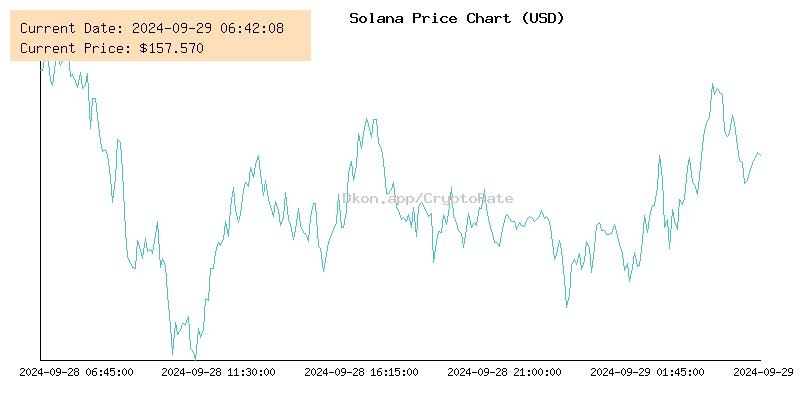 Solana Price Chart (USD)
Current Date: 2024-09-29 06:42:08
Current Price: $157.570
Dkon.app/CryptoRate
2024-09-28 06:45:00
2024-09-28 11:30:00
2024-09-28 16:15:00
2024-09-28 21:00:00
2024-09-29 01:45:00
2024-09-29